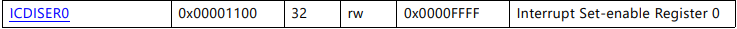 ICDISER0 0x00001100 32 rw 0x0000FFFF Interrupt Set-enable Register 0